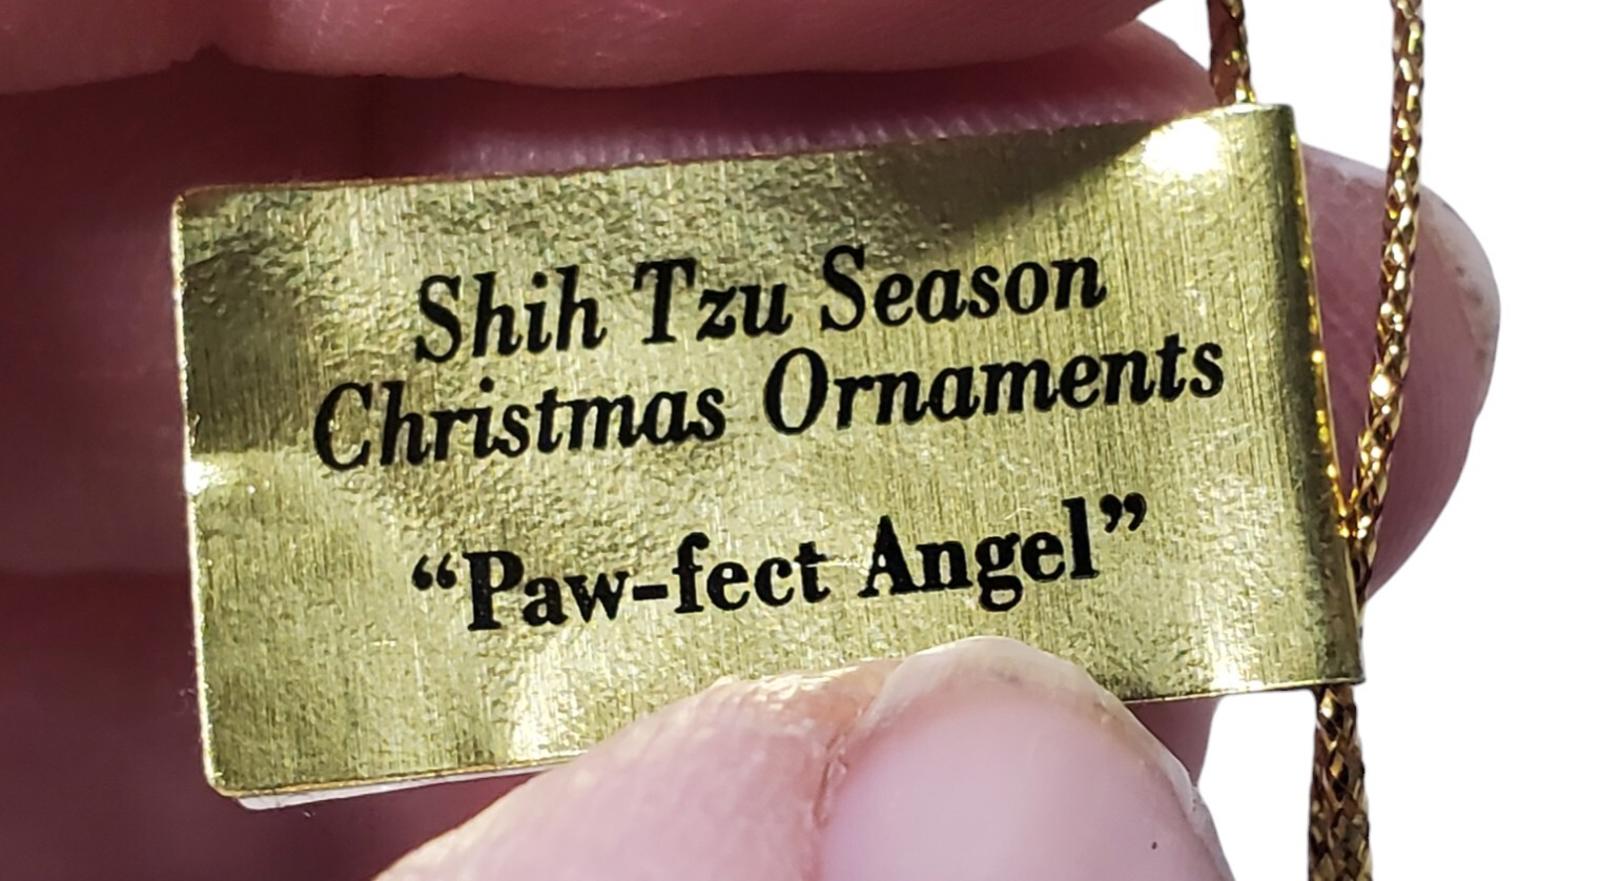 Shih Tzu Season
Christmas Ornaments
“Paw-fect Angel”